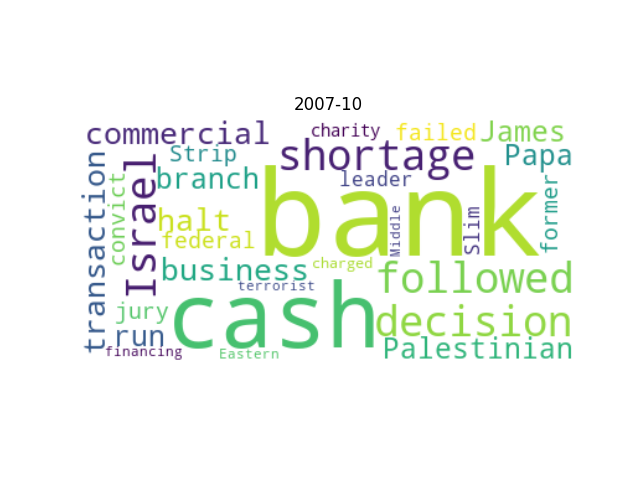 2007-10
commercial
charity
failed
James
Strip
shortage
Papa
transaction
convict
Israel
branch
leader
bank
former
halt
federal
Middle
Slim
business
charged
followed
terrorist
cash
jury
decision
run
financing
Eastern
Palestinian